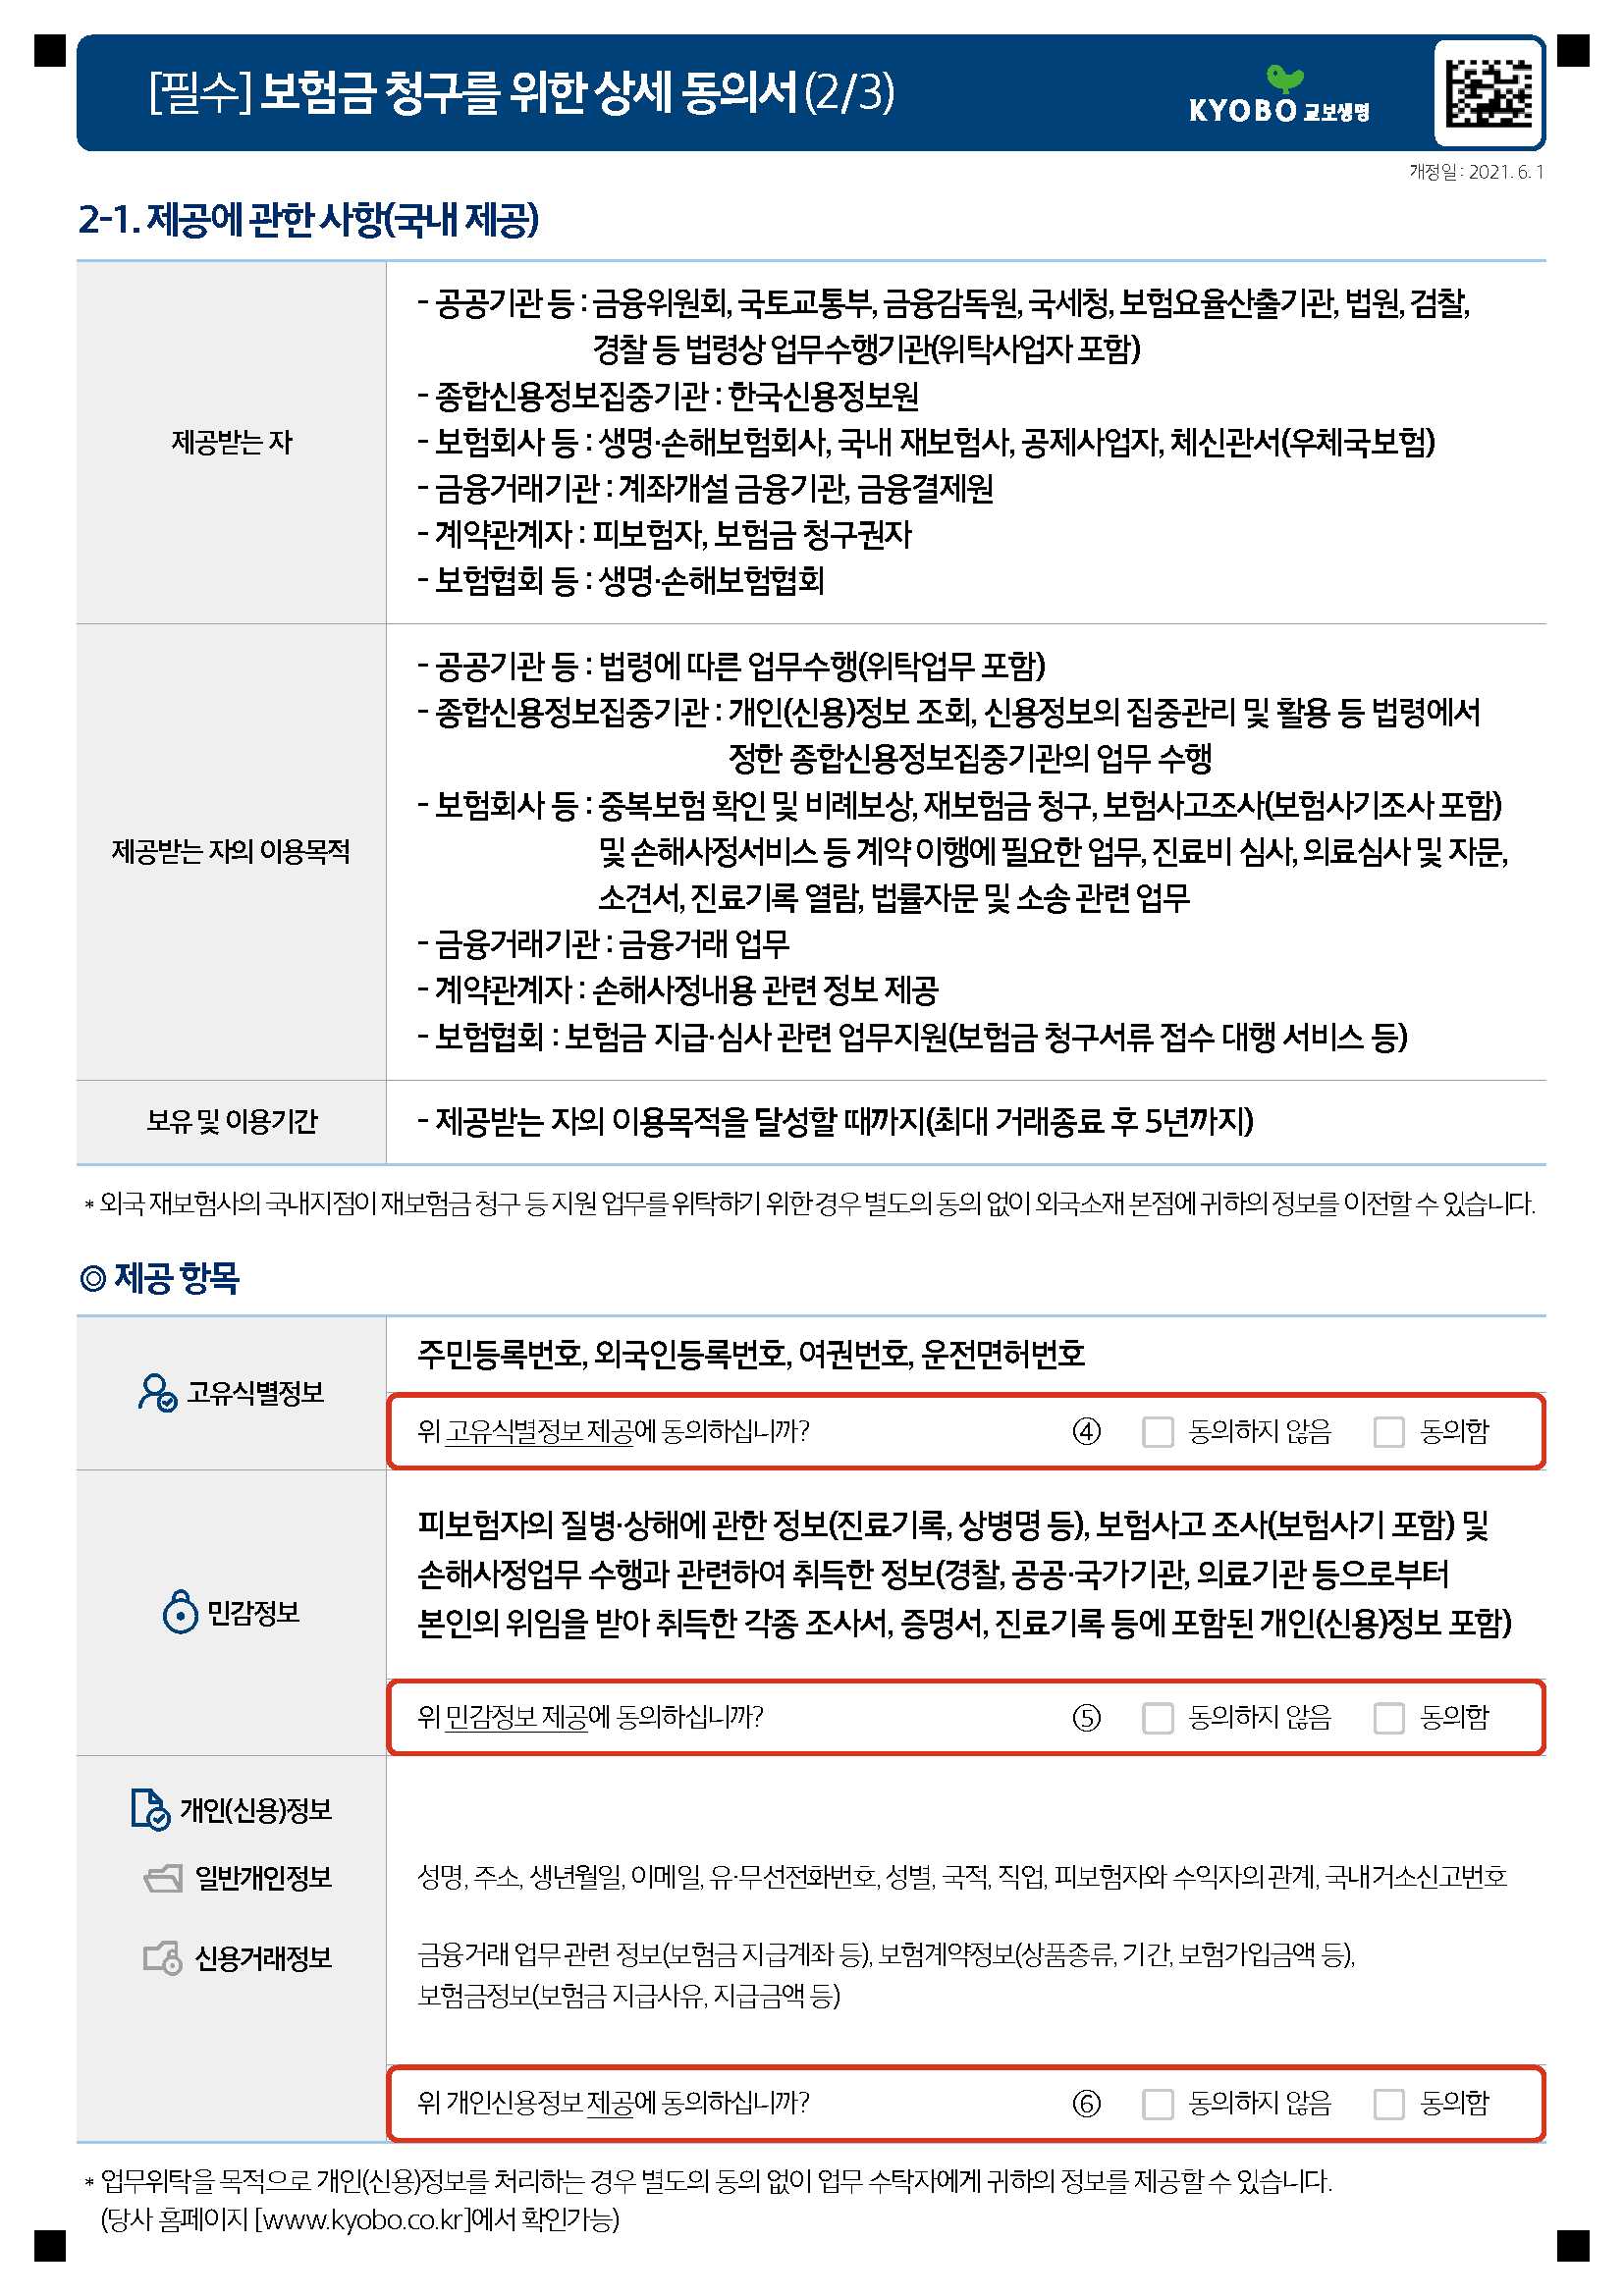 [필수] 보험금 청구를 위한 상세 동의서 (2/3)
KYOBO 교보생명
개정일 : 2021. 6. 1
2-1. 제공에 관한 사항(국내 제공)
제공받는 자
- 공공기관 등 : 금융위원회, 국토교통부, 금융감독원, 국세청, 보험요율산출기관, 법원, 검찰,
경찰 등 법령상 업무수행기관(위탁사업자 포함)
- 종합신용정보집중기관 : 한국신용정보원
- 보험회사 등 : 생명·손해보험회사, 국내 재보험사, 공제사업자, 체신관서(우체국보험)
- 금융거래기관 : 계좌개설 금융기관, 금융결제원
- 계약관계자 : 피보험자, 보험금 청구권자
- 보험협회 등 : 생명·손해보험협회
제공받는 자의 이용목적
- 공공기관 등 : 법령에 따른 업무수행(위탁업무 포함)
- 종합신용정보집중기관 : 개인(신용)정보 조회, 신용정보의 집중관리 및 활용 등 법령에서
정한 종합신용정보집중기관의 업무 수행
- 보험회사 등 : 중복보험 확인 및 비례보상, 재보험금 청구, 보험사고조사(보험사기조사 포함)
및 손해사정서비스 등 계약 이행에 필요한 업무, 진료비 심사, 의료심사 및 자문,
소견서, 진료기록 열람, 법률자문 및 소송 관련 업무
- 금융거래기관 : 금융거래 업무
- 계약관계자 : 손해사정내용 관련 정보 제공
- 보험협회 : 보험금 지급·심사 관련 업무지원(보험금 청구서류 접수 대행 서비스 등)
보유 및 이용기간
- 제공받는 자의 이용목적을 달성할 때까지(최대 거래종료 후 5년까지)
* 외국 재보험사의 국내지점이 재보험금 청구 등 지원 업무를 위탁하기 위한 경우 별도의 동의 없이 외국소재 본점에 귀하의 정보를 이전할 수 있습니다.
◎ 제공 항목
고유식별정보
주민등록번호, 외국인등록번호, 여권번호, 운전면허번호
위 고유식별정보 제공에 동의하십니까? ④ 동의하지 않음 동의함
민감정보
피보험자의 질병·상해에 관한 정보(진료기록, 상병명 등), 보험사고 조사(보험사기 포함) 및
손해사정업무 수행과 관련하여 취득한 정보(경찰, 공공·국가기관, 의료기관 등으로부터
본인의 위임을 받아 취득한 각종 조사서, 증명서, 진료기록 등에 포함된 개인(신용)정보 포함)
위 민감정보 제공에 동의하십니까? ⑤ 동의하지 않음 동의함
개인(신용)정보
일반개인정보
성명, 주소, 생년월일, 이메일, 유·무선전화번호, 성별, 국적, 직업, 피보험자와 수익자의 관계, 국내거소신고번호
신용거래정보
금융거래 업무 관련 정보(보험금 지급계좌 등), 보험계약정보(상품종류, 기간, 보험가입금액 등),
보험금정보(보험금 지급사유, 지급금액 등)
위 개인신용정보 제공에 동의하십니까? ⑥ 동의하지 않음 동의함
* 업무위탁을 목적으로 개인(신용)정보를 처리하는 경우 별도의 동의 없이 업무 수탁자에게 귀하의 정보를 제공할 수 있습니다.
(당사 홈페이지 [www.kyobo.co.kr]에서 확인가능)